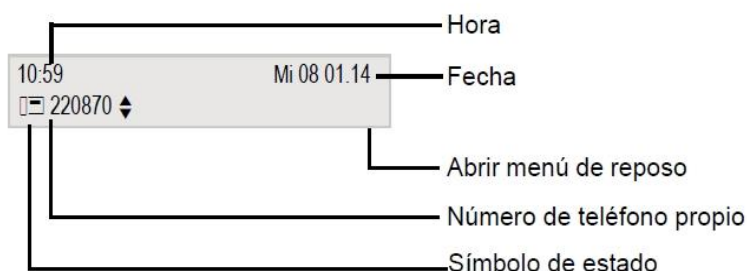 Hora
10:59 Mi 08 01.14
Fecha
220870
Abrir menú de reposo
Número de teléfono propio
Símbolo de estado